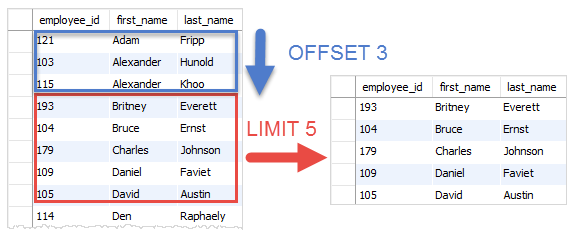 employee_id first_name last_name
121 Adam Fripp
103 Alexander Hunold
115 Alexander Khoo
193 Britney Everett
104 Bruce Ernst
179 Charles Johnson
109 Daniel Faviet
105 David Austin
114 Den Raphaely
OFFSET 3
LIMIT 5
employee_id first_name last_name
193 Britney Everett
104 Bruce Ernst
179 Charles Johnson
109 Daniel Faviet
105 David Austin